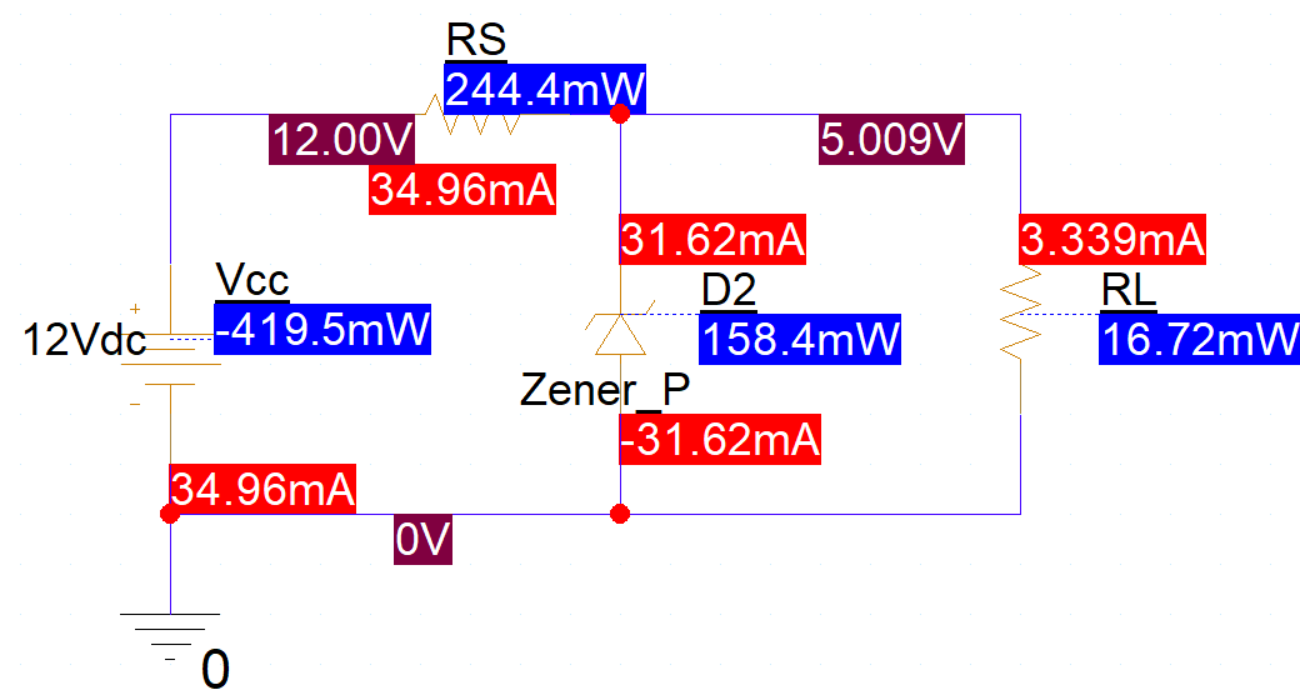 RS
244.4mW
12.00V
5.009V
34.96mA
31.62mA
3.339mA
Vcc
D2
RL
+
12Vdc
-419.5mW
158.4mW
16.72mW
Zener_P
-
-31.62mA
34.96mA
0V
0